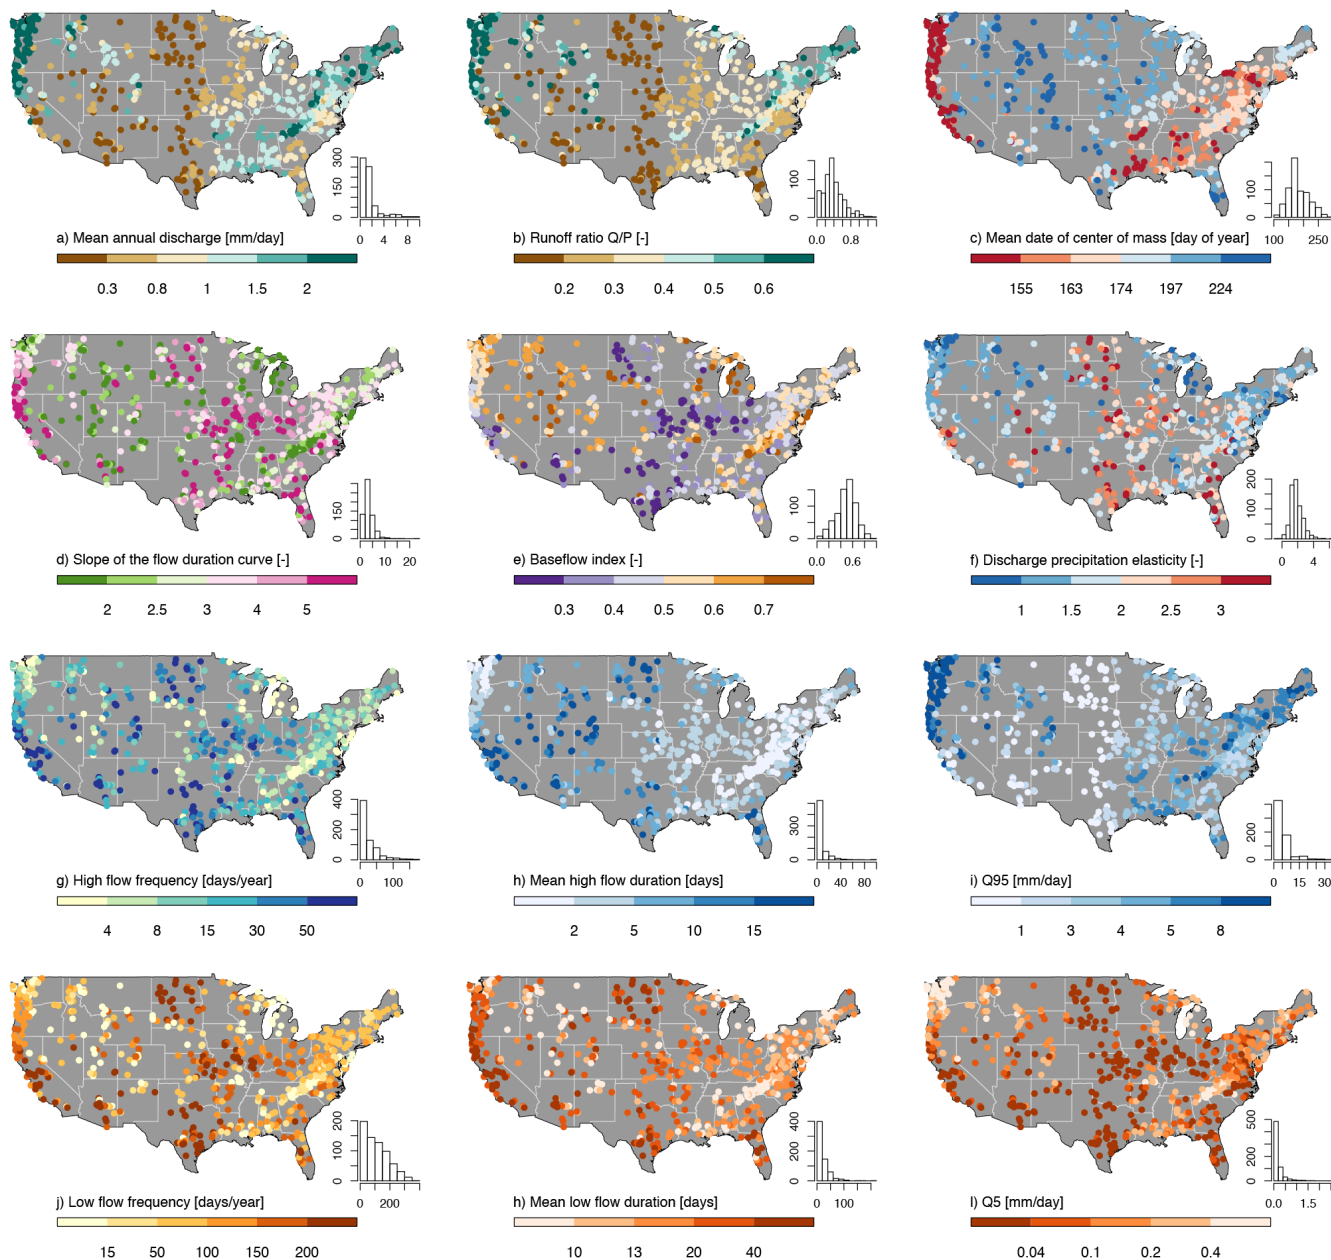 300
150
0
0 4 8
a) Mean annual discharge [mm/day]
0.3 0.8 1 1.5 2
100
0
0.0 0.8
b) Runoff ratio Q/P [-]
0.2 0.3 0.4 0.5 0.6
100
0
100 250
c) Mean date of center of mass [day of year]
155 163 174 197 224
150
0
0 10 20
d) Slope of the flow duration curve [-]
2 2.5 3 4 5
100
0
0.0 0.6
e) Baseflow index [-]
0.3 0.4 0.5 0.6 0.7
200
100
0
0 4
f) Discharge precipitation elasticity [-]
1 1.5 2 2.5 3
400
200
0
0 100
g) High flow frequency [days/year]
4 8 15 30 50
300
0
0 40 80
h) Mean high flow duration [days]
2 5 10 15
200
0
0 15 30
i) Q95 [mm/day]
1 3 4 5 8
200
100
0
0 200
j) Low flow frequency [days/year]
15 50 100 150 200
400
200
0
0 100
h) Mean low flow duration [days]
10 13 20 40
500
200
0
0.0 1.5
l) Q5 [mm/day]
0.04 0.1 0.2 0.4